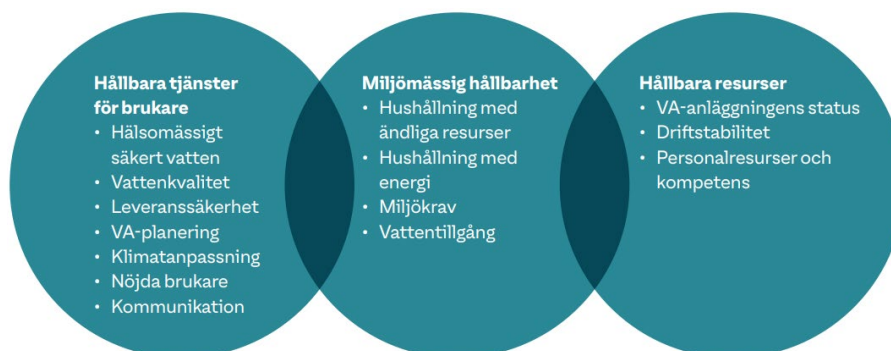 Hållbara tjänster
för brukare
• Hälsomässigt
säkert vatten
• Vattenkvalitet
• Leveranssäkerhet
• VA-planering
• Klimatanpassning
• Nöjda brukare
• Kommunikation
Miljömässig hållbarhet
• Hushållning med
ändliga resurser
• Hushållning med
energi
• Miljökrav
• Vattentillgång
Hållbara resurser
• VA-anläggningens status
• Driftstabilitet
• Personalresurser och
kompetens